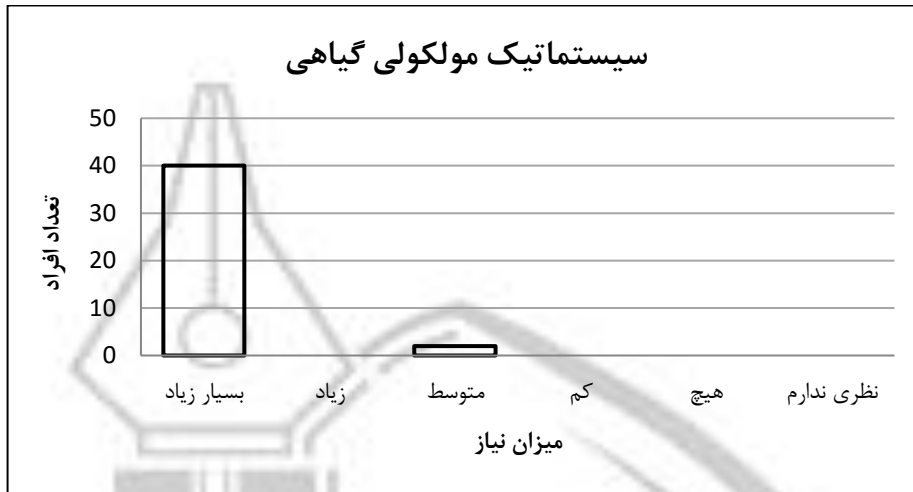 سیستماتیک مولکولی گیاهی
50
40
30
20
10
0
تعداد افراد
بسیار زیاد زیاد متوسط کم هیچ نظری ندارم
میزان نیاز